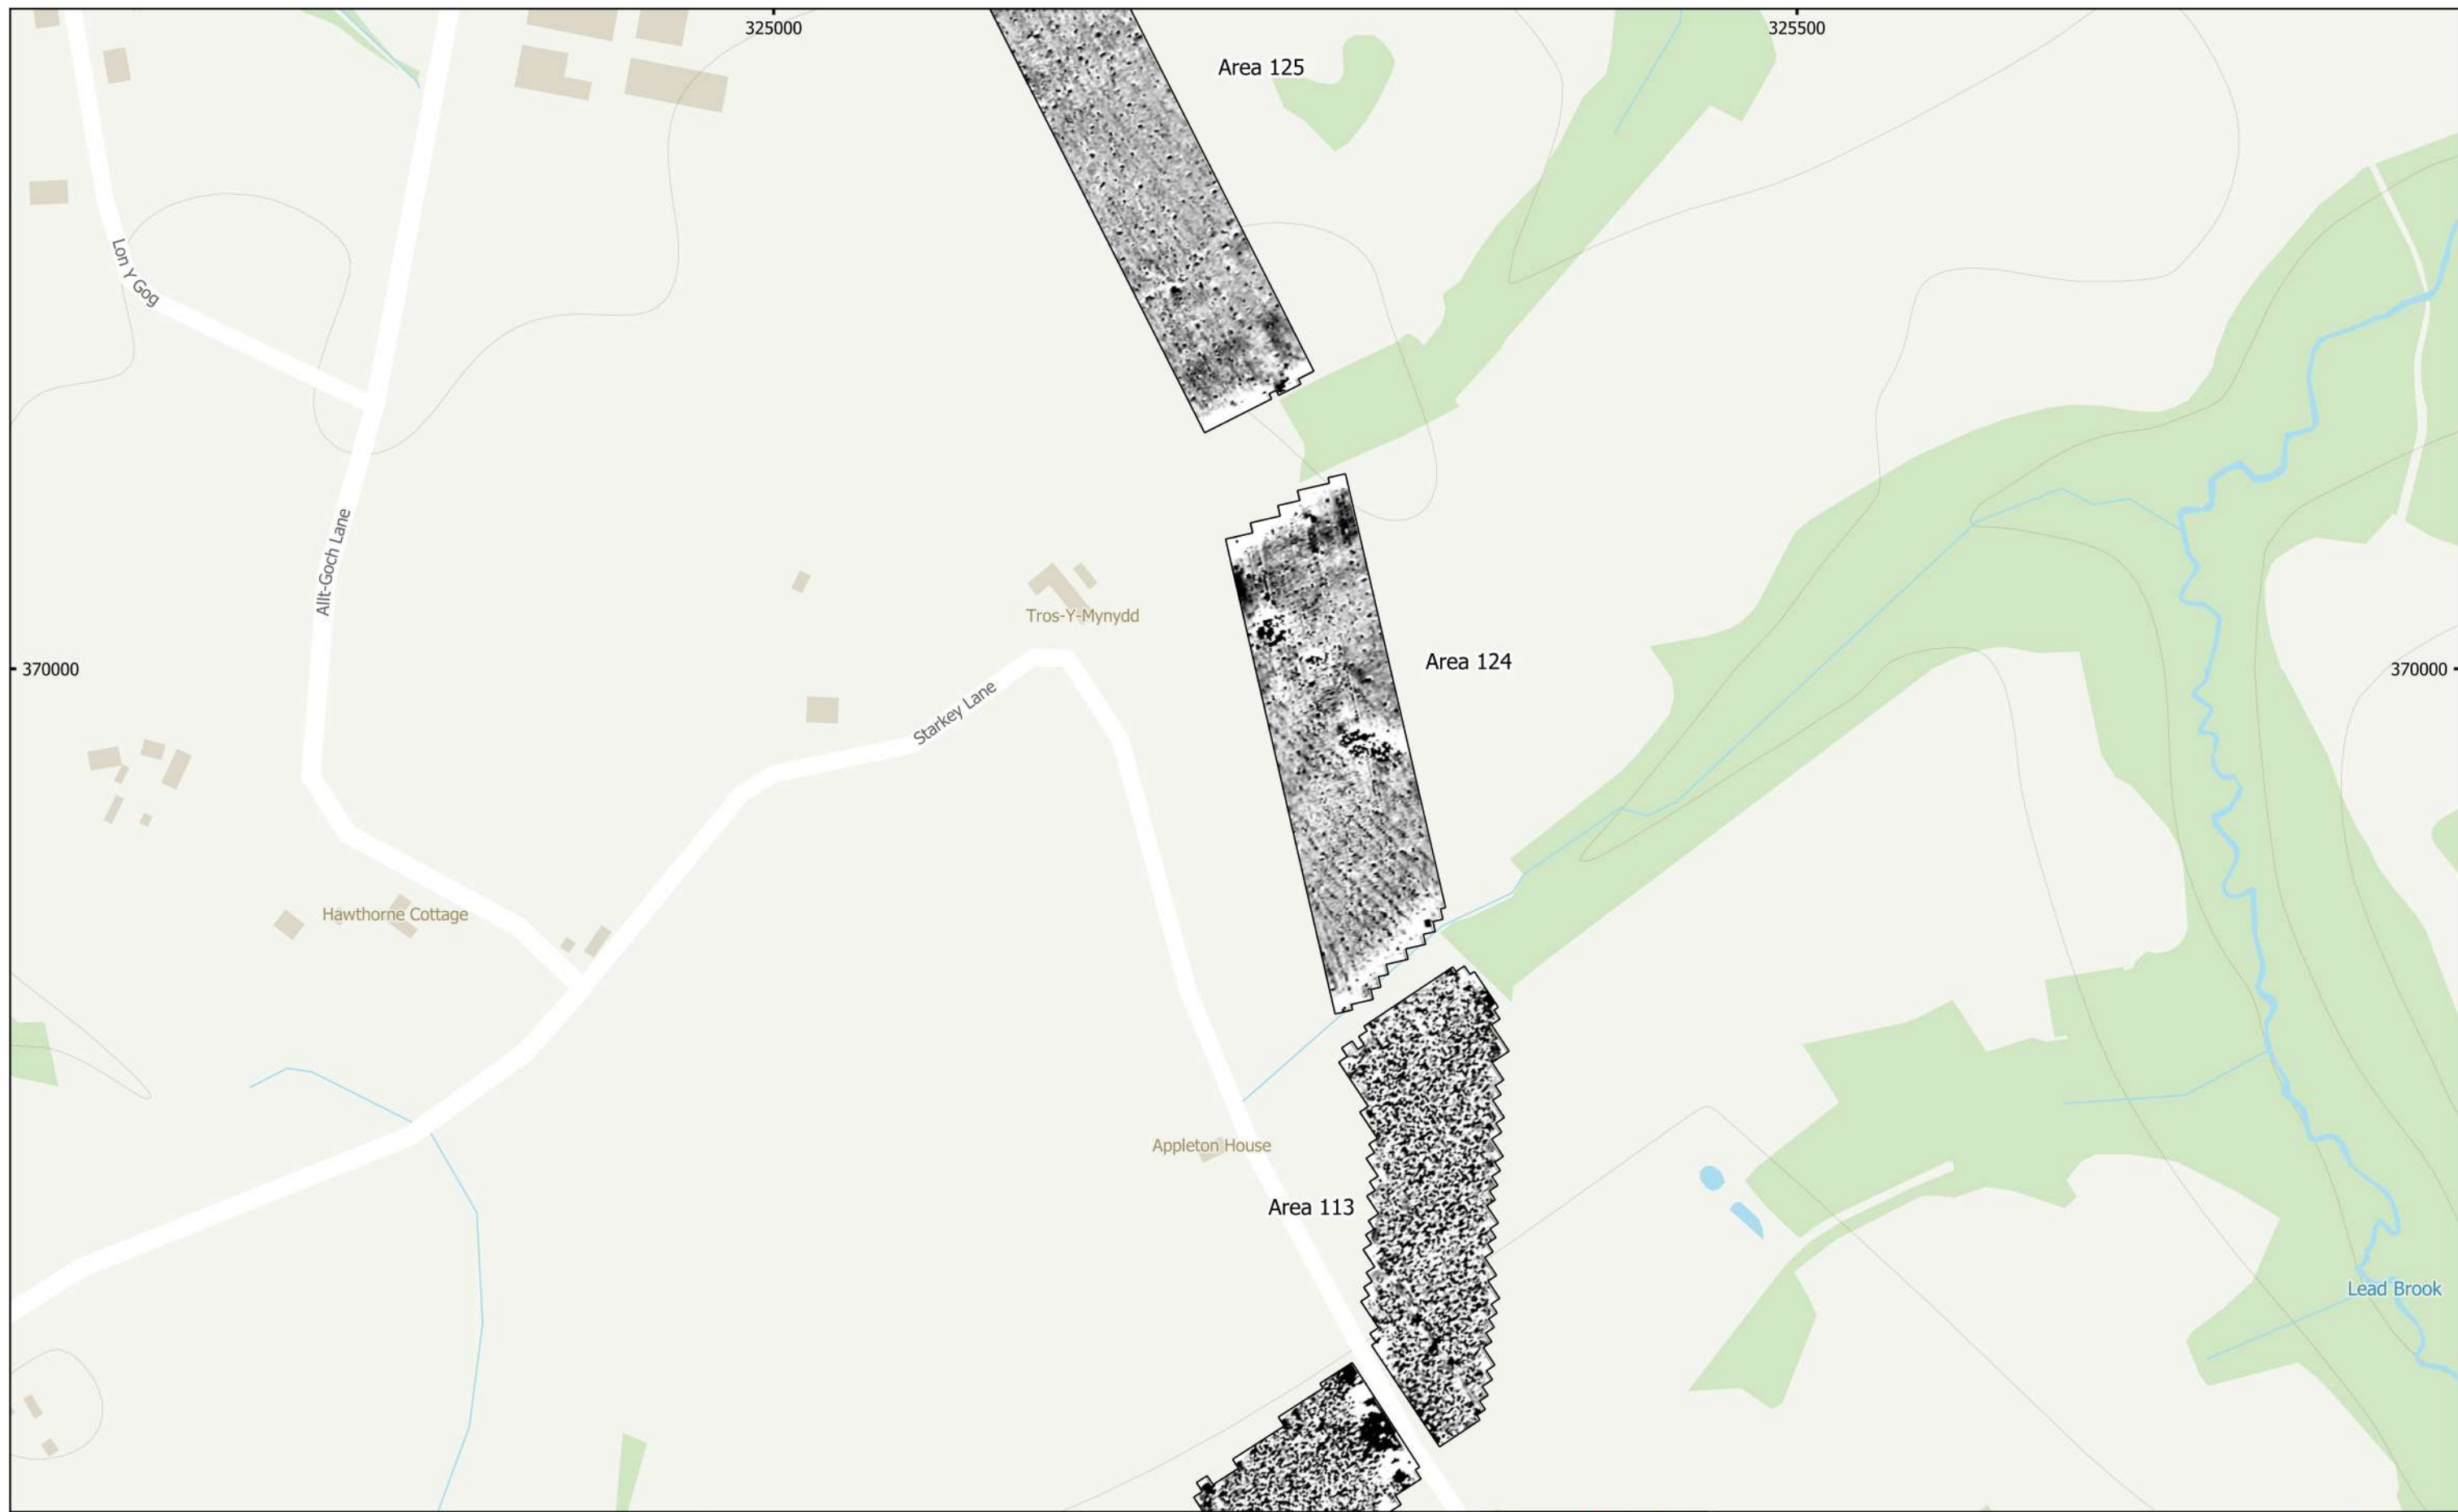 325000
325500
Area 125
Lon Y Gog
Allt-Goch Lane
Tros-Y-Mynydd
370000
Area 124
370000
Starkey Lane
Hawthorne Cottage
Appleton House
Area 113
Lead Brook